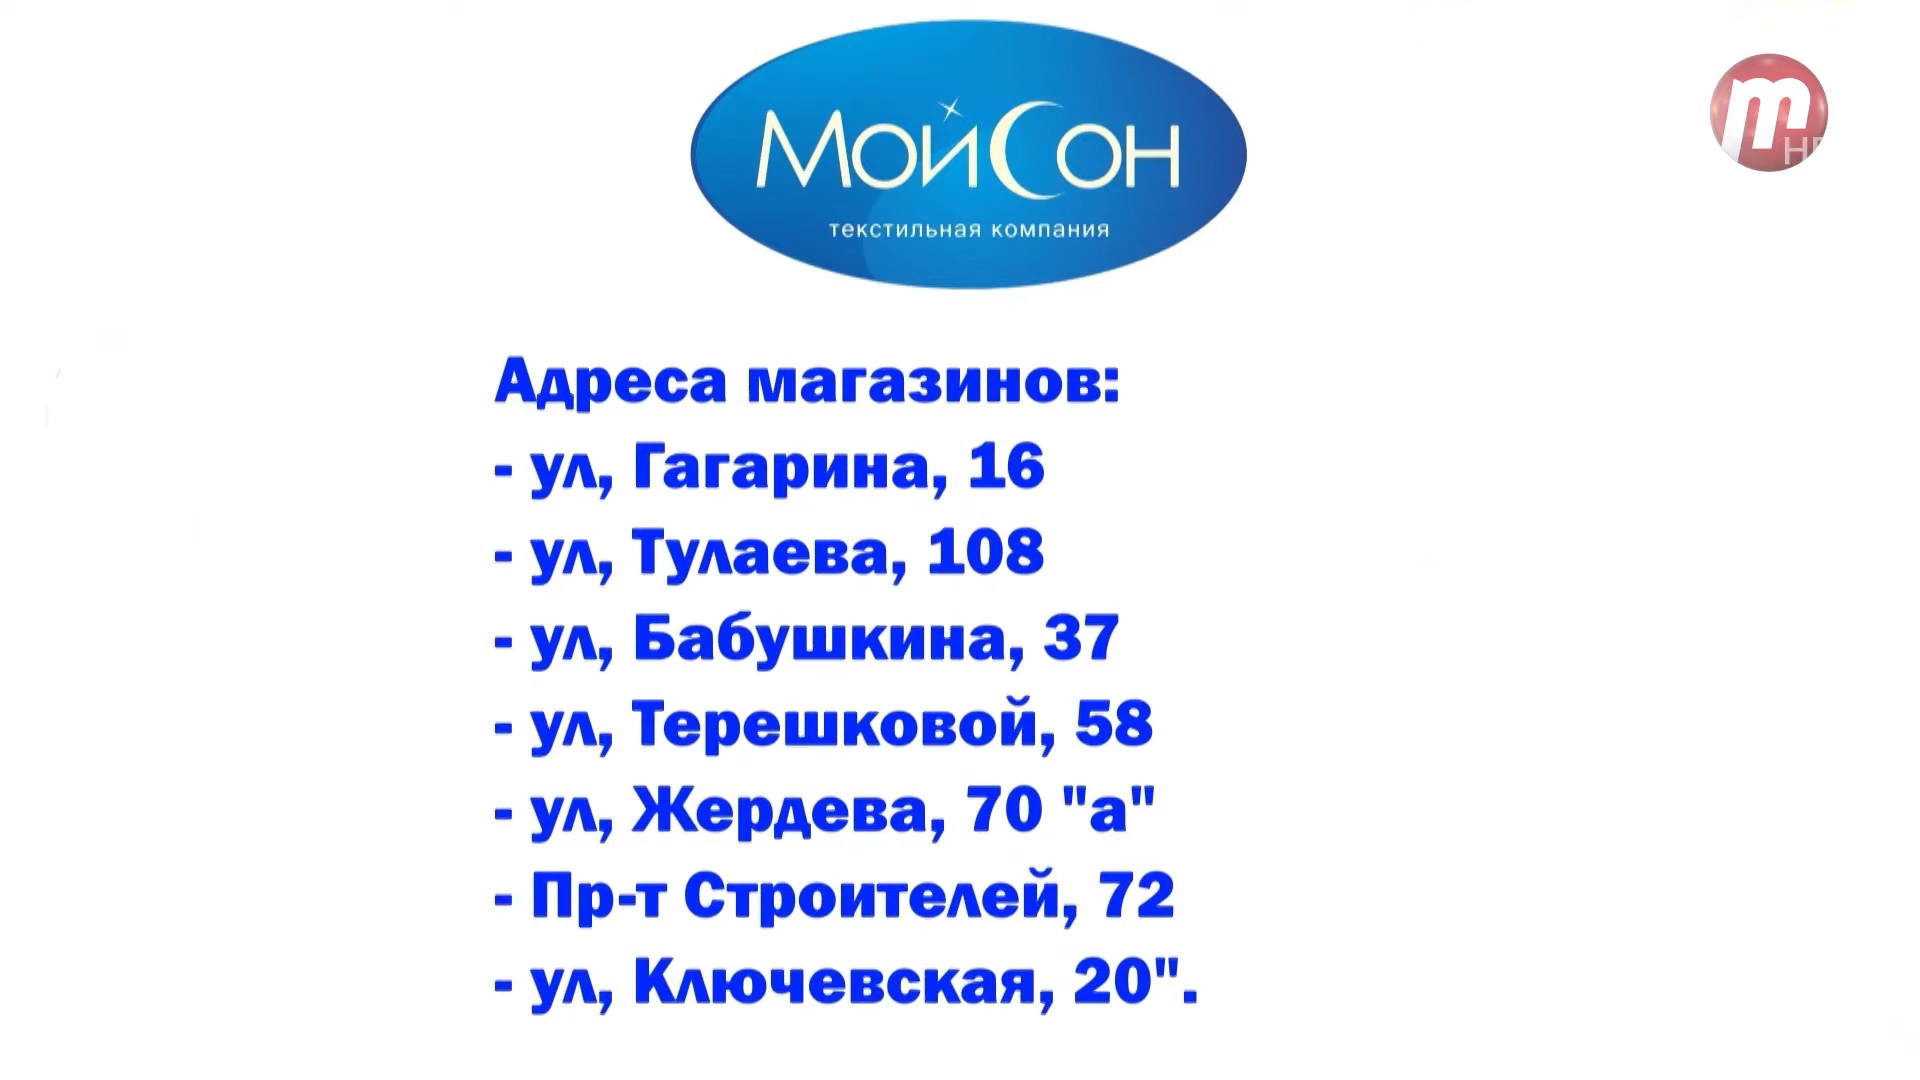 МойСон
текстильная компания
m
Адреса магазинов:
- ул, Гагарина, 16
- ул, Тулаева, 108
- ул, Бабушкина, 37
- ул, Терешковой, 58
- ул, Жердева, 70 "а"
- Пр-т Строителей, 72
- ул, Ключевская, 20".